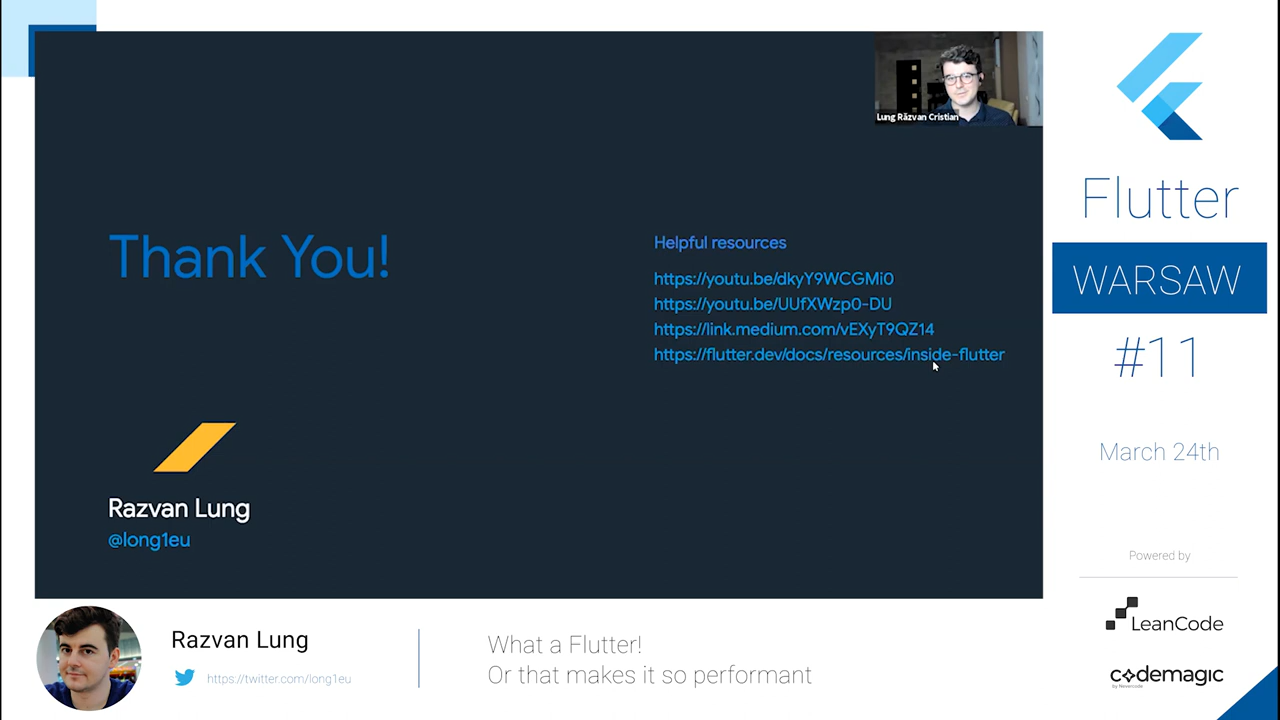 Lung Răzvan Cristian
Thank You!
Helpful resources
https://youtu.be/dkyY9WCGMi0
https://youtu.be/UUfXWzp0-DU
https://link.medium.com/vEXyT9QZ14
https://flutter.dev/docs/resources/inside-flutter
Razvan Lung
@long1eu
Flutter
WARSAW
#11
March 24th
Powered by
LeanCode
codemagic
by Nevercode
Razvan Lung
https://twitter.com/long1eu
What a Flutter!
Or that makes it so performant